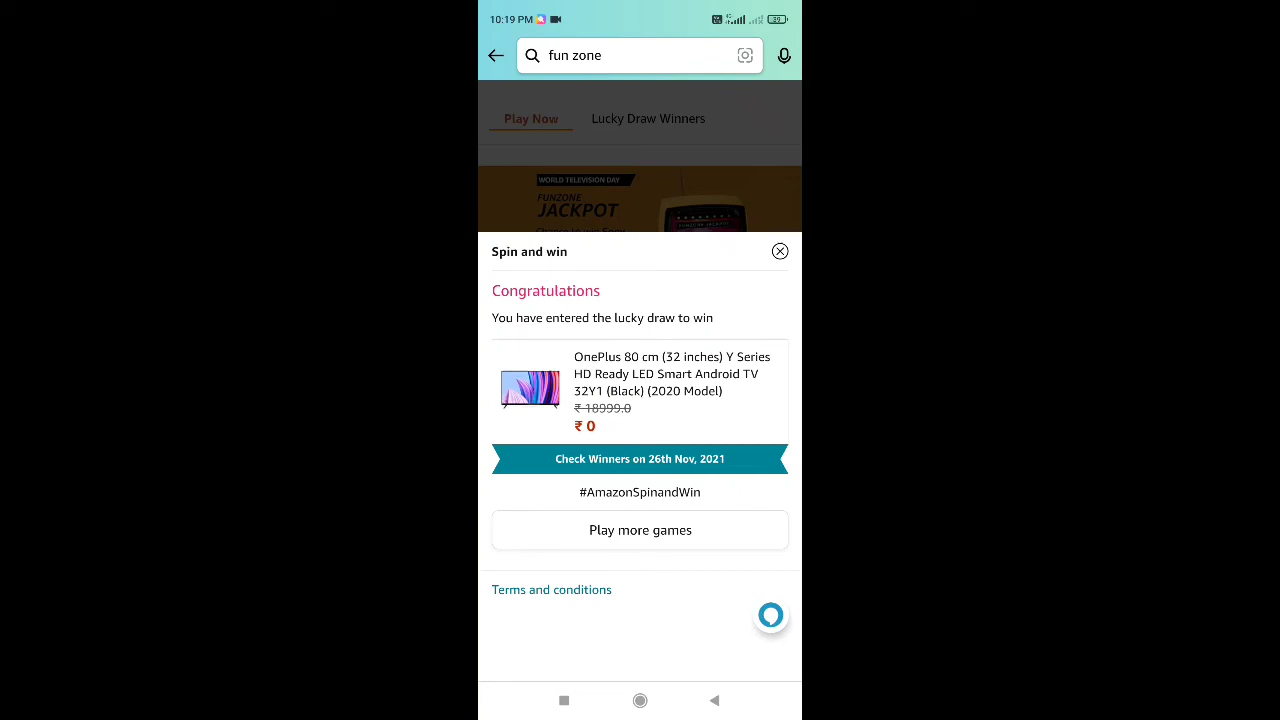 10:19 PM
4G
39
fun zone
Play Now
Lucky Draw Winners
WORLD TELEVISION DAY
FUNZONE
JACKPOT
Spin and win
Congratulations
You have entered the lucky draw to win
OnePlus 80 cm (32 inches) Y Series
HD Ready LED Smart Android TV
32Y1 (Black) (2020 Model)
₹ 18999.0
₹ 0
Check Winners on 26th Nov, 2021
#AmazonSpinandWin
Play more games
Terms and conditions